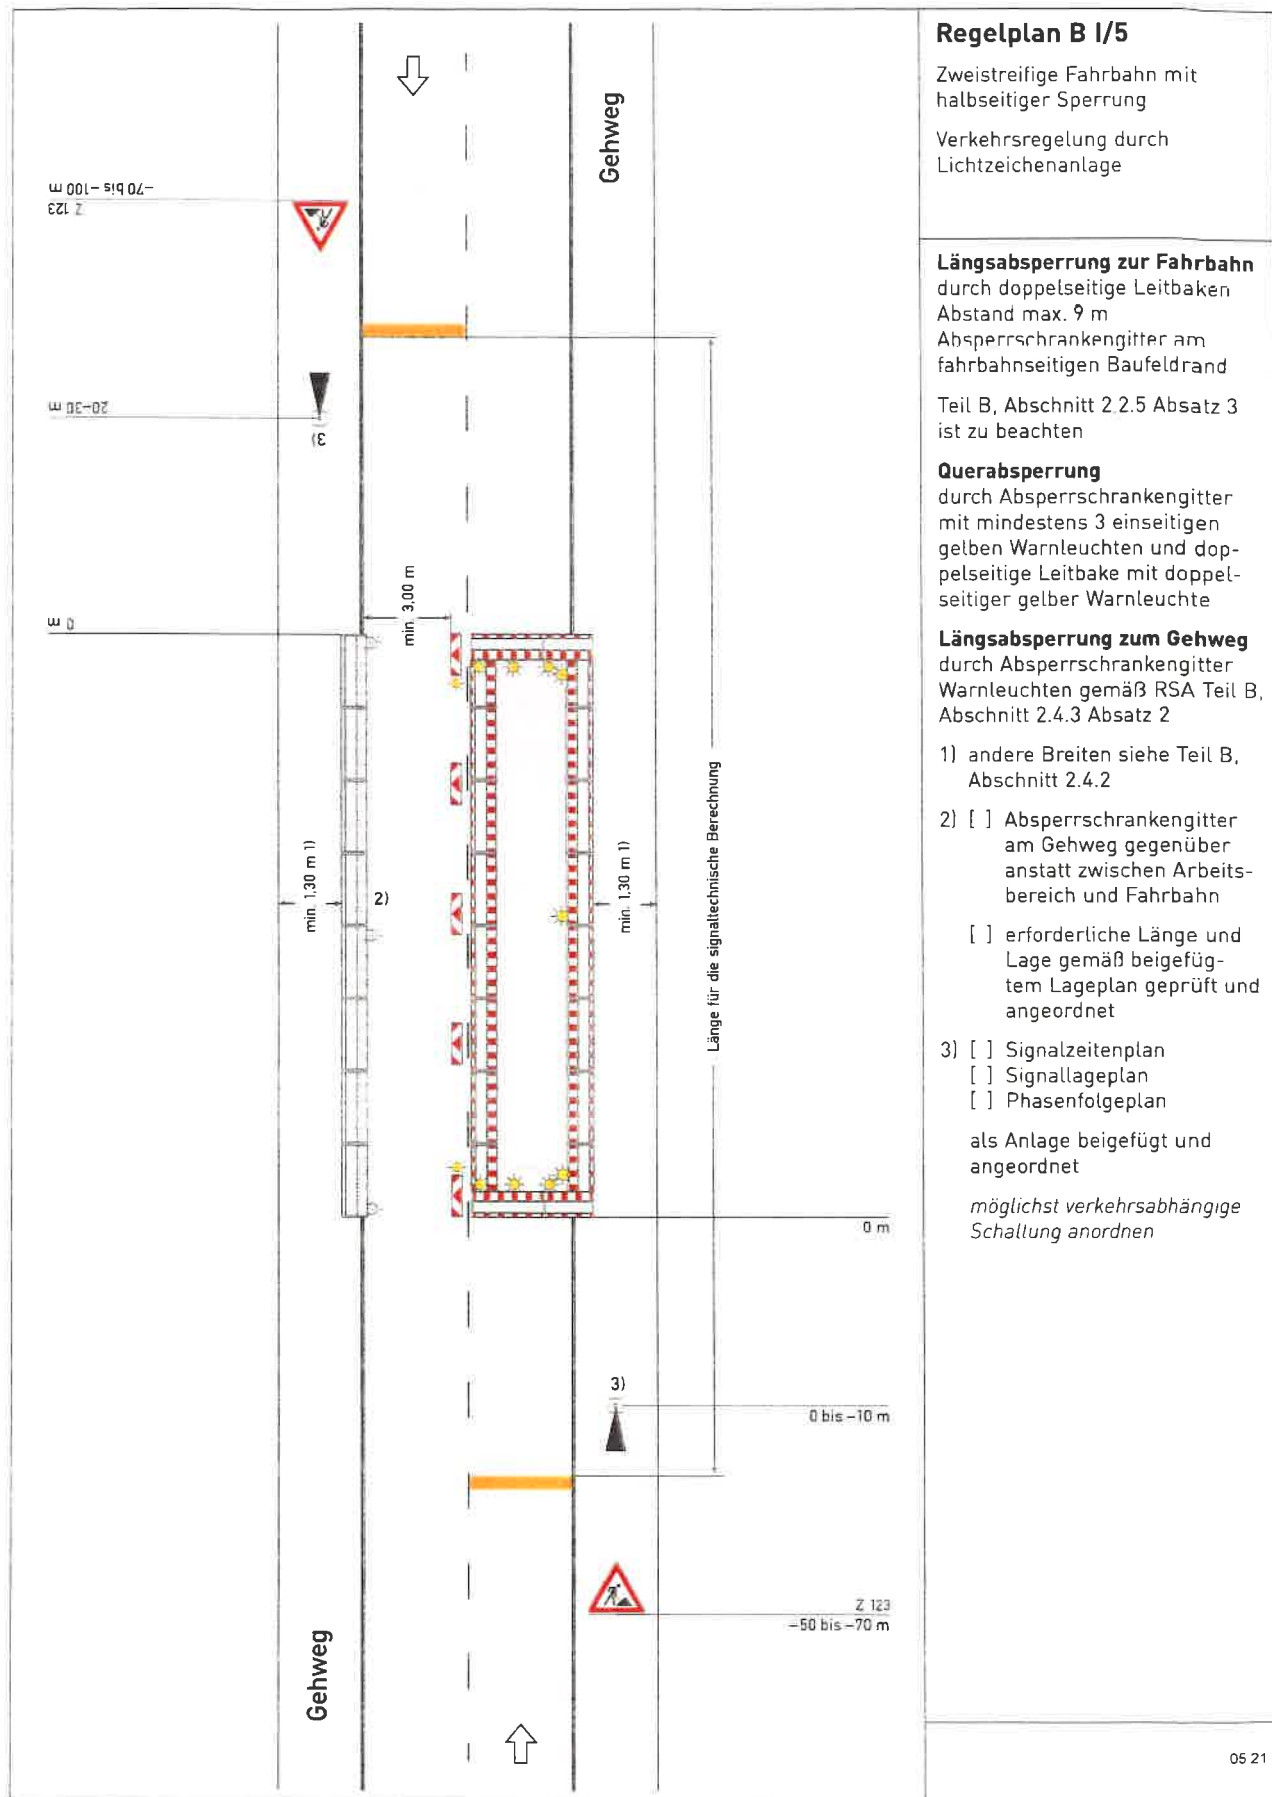 Regelplan B I/5
Zweistreifige Fahrbahn mit
halbseitiger Sperrung
Verkehrsregelung durch
Lichtzeichenanlage
Längsabsperrung zur Fahrbahn
durch doppelseitige Leitbaken
Abstand max. 9 m
Absperrschrankengitter am
fahrbahnseitigen Baufeldrand
Teil B, Abschnitt 2.2.5 Absatz 3
ist zu beachten
Querabsperrung
durch Absperrschrankengitter
mit mindestens 3 einseitigen
gelben Warnleuchten und dop-
pelseitige Leitbake mit doppel-
seitiger gelber Warnleuchte
Längsabsperrung zum Gehweg
durch Absperrschrankengitter
Warnleuchten gemäß RSA Teil B,
Abschnitt 2.4.3 Absatz 2
1) andere Breiten siehe Teil B,
Abschnitt 2.4.2
2) [ ] Absperrschrankengitter
am Gehweg gegenüber
anstatt zwischen Arbeits-
bereich und Fahrbahn
[ ] erforderliche Länge und
Lage gemäß beigefüg-
tem Lageplan geprüft und
angeordnet
3) [ ] Signalzeitenplan
[ ] Signallageplan
[ ] Phasenfolgeplan
als Anlage beigefügt und
angeordnet
möglichst verkehrsabhängige
Schaltung anordnen
05 21
Gehweg
-70 bis -100 m
Z 123
20-30 m
3)
0 m
min. 3,00 m
min. 1,30 m 1)
2)
min. 1,30 m 1)
Länge für die signaltechnische Berechnung
0 m
3)
0 bis -10 m
Z 123
-50 bis -70 m
Gehweg